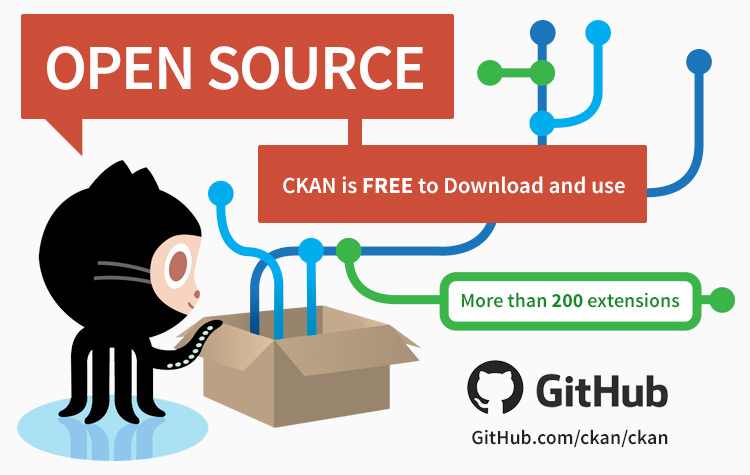 OPEN SOURCE
CKAN is FREE to Download and use
More than 200 extensions
GitHub
GitHub.com/ckan/ckan